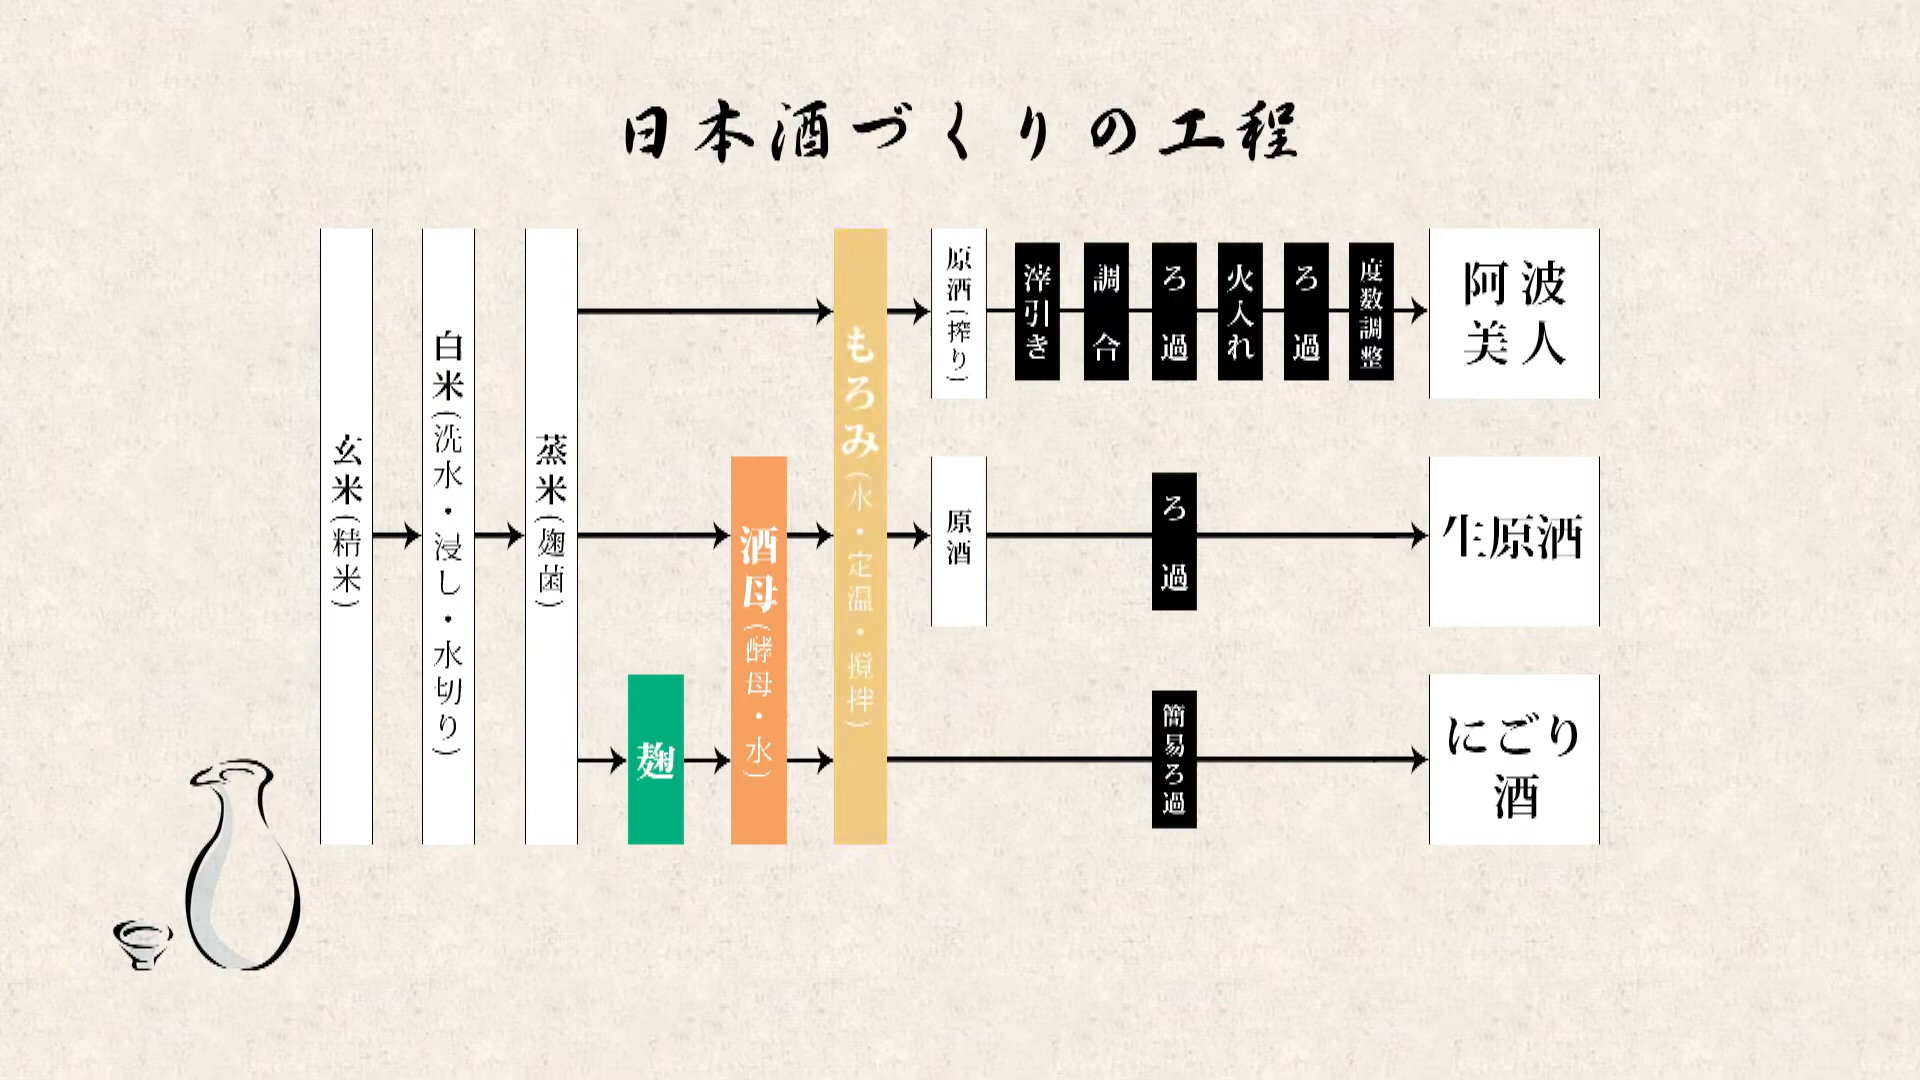 日本酒づくりの工程
玄米(精米)
白米(洗水・浸し・水切り)
蒸米(麹菌)
麹
酒母(酵母・水)
もろみ(水・定温・撹拌)
原酒(搾り)
滓引き
調合
ろ過
火入れ
ろ過
度数調整
阿波
美人
原酒
ろ過
生原酒
簡易ろ過
にごり
酒